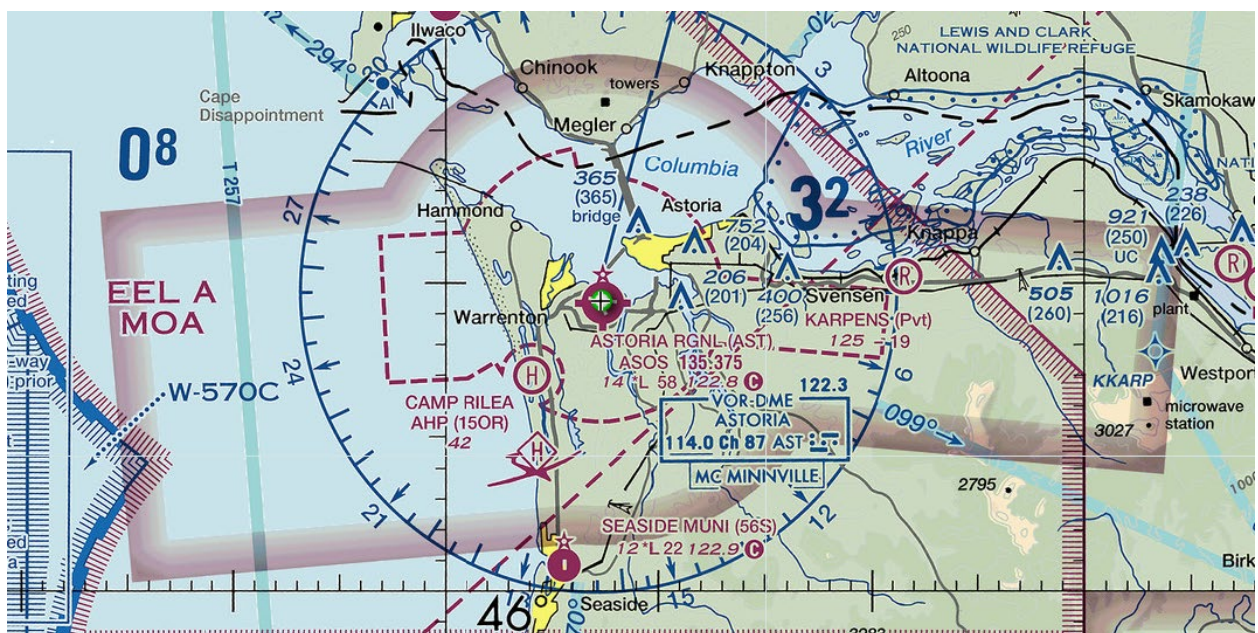 Ilwaco
294°
02
3
AI
Cape
Disappointment
Chinook
towers
Knappton
Megler
250
LEWIS AND CLARK
NATIONAL WILDLIFE REFUGE
Altoona
Skamokaw
08
T 257
27
Columbia
River
365
(365)
bridge
Astoria
32
238
(226)
Hammond
752
(204)
Knappa
921
(250)
UC
R
R
EEL A
MOA
206
(201)
400
(256)
Svensen
505
(260)
1016
(216)
plant
Warrenton
KARPENS (Pvt)
125 - 19
ASTORIA RGNL (AST)
ASOS 135.375
14 *L 58 122.8 C
24
H
CAMP RILEA
AHP (15OR)
42
122.3
VOR-DME
ASTORIA
114.0 Ch 87 AST
MC MINNVILLE
6
099°
KKARP
Westport
microwave
station
3027
W-570C
way
prior
H
2795
1000
21
12
SEASIDE MUNI (56S)
12 *L 22 122.9 C
Birk
46
Seaside
15